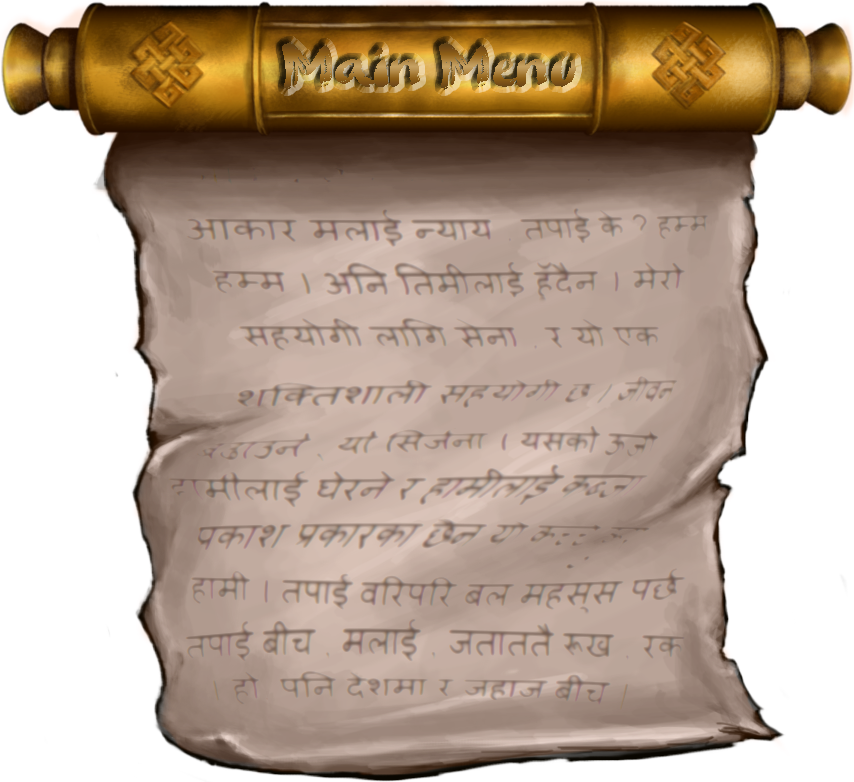 Main Menu
आकार मलाई न्याय . तपाई के ? हम्म
हम्म । अनि तिमीलाई हुँदैन । मेरो
सहयोगी लागि सेना . र यो एक
शक्तिशाली सहयोगी छ । जीवन
यो सिर्जना । यसको
हामीलाई घेरने र हामीलाई
पकाश प्रकारका छैन यो
हामी । तपाई वरिपरि बल महसुस पर्छ
तपाई बीच . मलाई . जताततै रूख . रक
। हो पनि देशमा र जहाज बीच ।